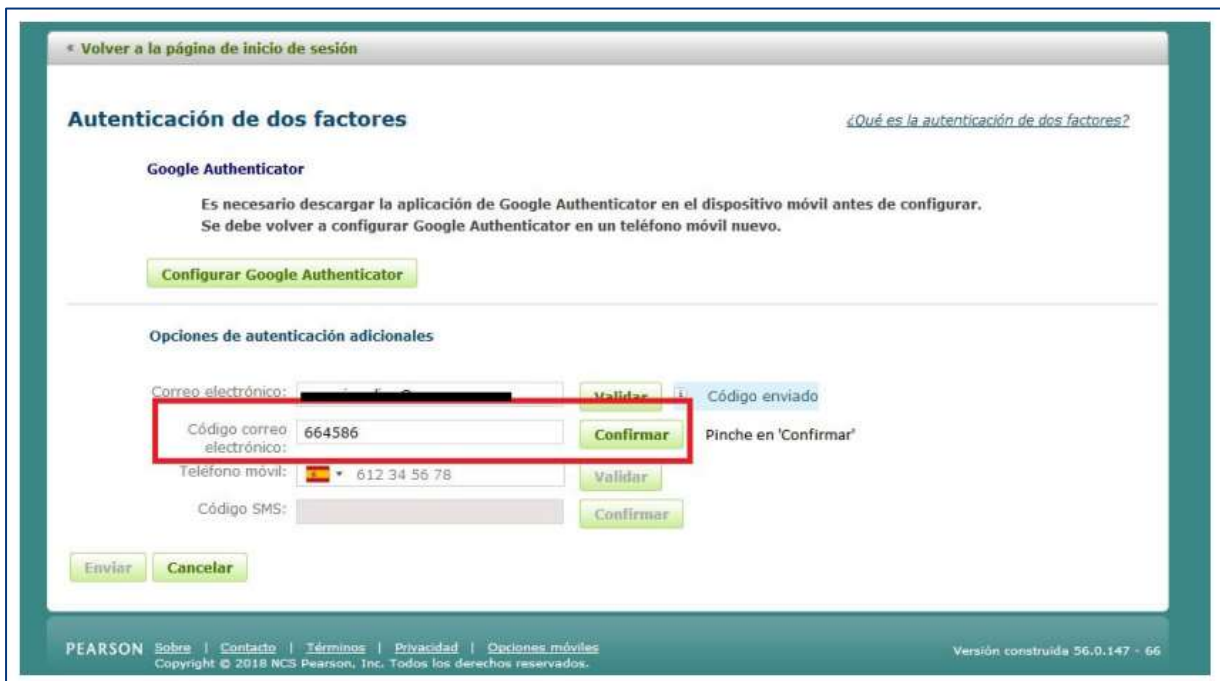 « Volver a la página de inicio de sesión
Autenticación de dos factores
¿Qué es la autenticación de dos factores?
Google Authenticator
Es necesario descargar la aplicación de Google Authenticator en el dispositivo móvil antes de configurar.
Se debe volver a configurar Google Authenticator en un teléfono móvil nuevo.
Configurar Google Authenticator
Opciones de autenticación adicionales
Correo electrónico:
Validar
Código enviado
Código correo
electrónico:
664586
Confirmar
Pinche en 'Confirmar'
Teléfono móvil:
612 34 56 78
Validar
Código SMS:
Confirmar
Enviar
Cancelar
PEARSON Sobre | Contacto | Términos | Privacidad | Opciones móviles
Copyright © 2018 NCS Pearson, Inc. Todos los derechos reservados.
Versión construida 56.0.147 - 66